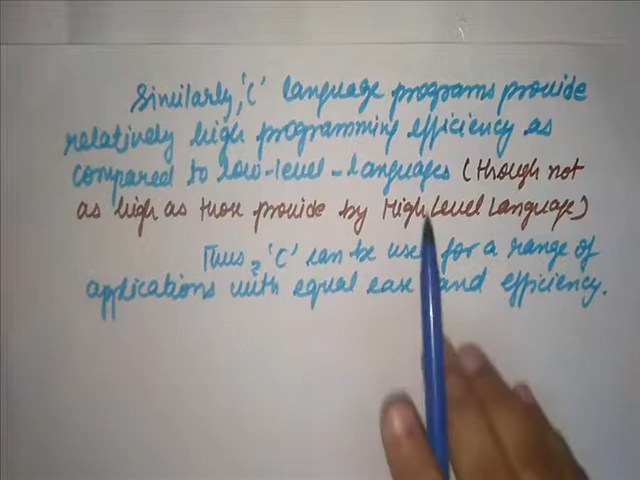 Similarly, 'C' language programs provide
relatively high programming efficiency as
compared to low-level-languages (though not
as high as those provide by High Level Language)
Thus, 'C' can be used for a range of
applications with equal ease and efficiency.